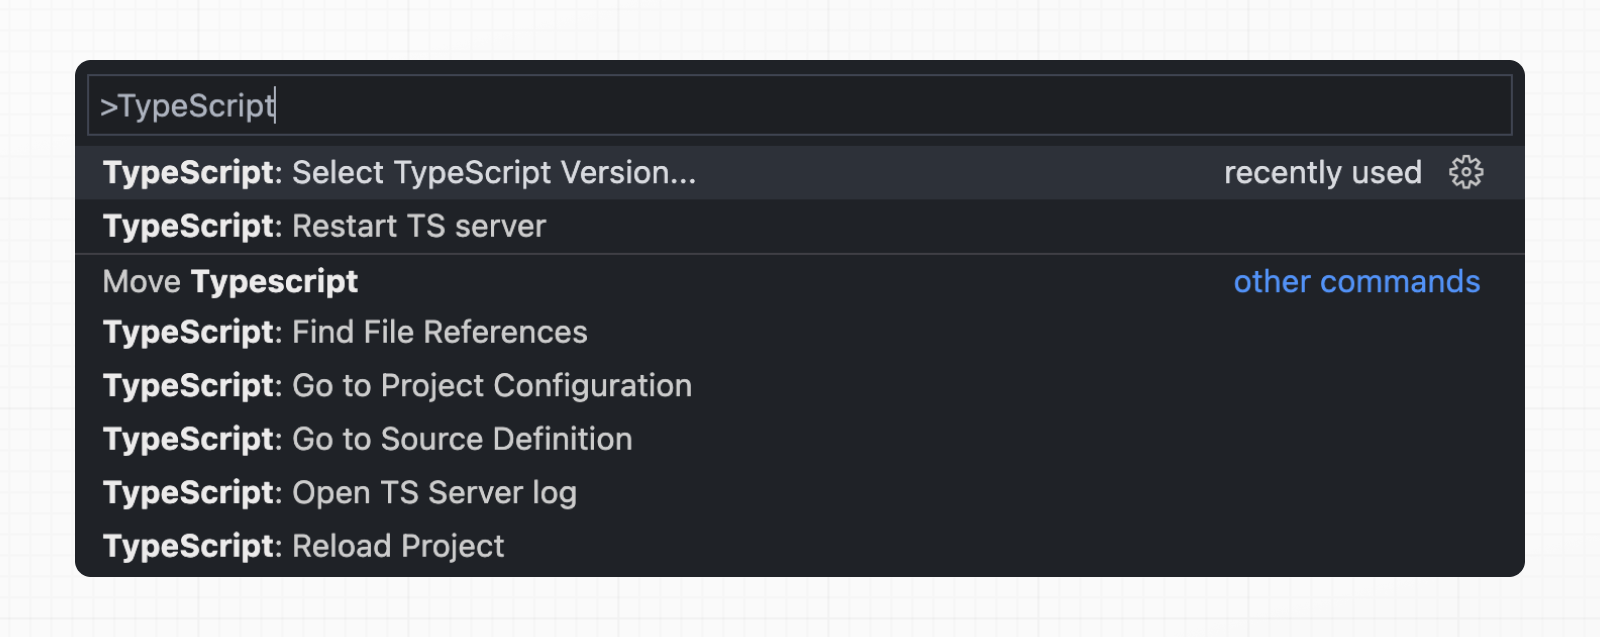 >TypeScript
TypeScript: Select TypeScript Version... recently used
TypeScript: Restart TS server
Move Typescript other commands
TypeScript: Find File References
TypeScript: Go to Project Configuration
TypeScript: Go to Source Definition
TypeScript: Open TS Server log
TypeScript: Reload Project